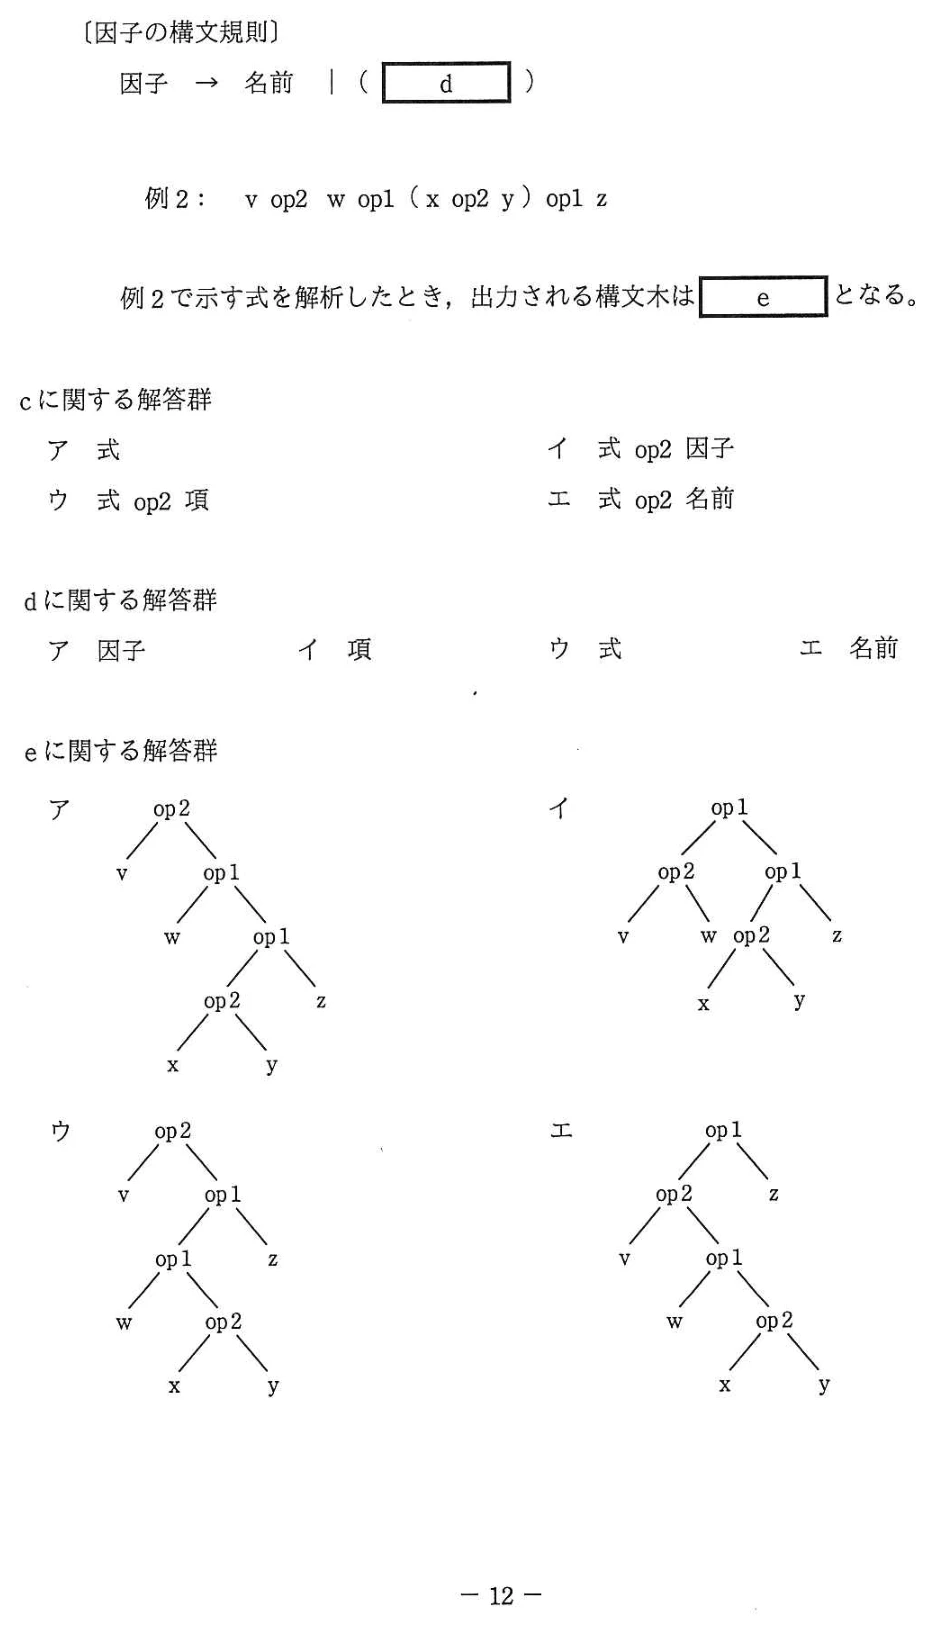 〔因子の構文規則〕
因子 → 名前 ｜( d )
例2： v op2 w op1 ( x op2 y ) op1 z
例2で示す式を解析したとき，出力される構文木は e となる。
cに関する解答群
ア 式 イ 式 op2 因子
ウ 式 op2 項 エ 式 op2 名前
dに関する解答群
ア 因子 イ 項 ウ 式 エ 名前
eに関する解答群
ア op2 イ op1
v op1 op2 op1
w op1 v w op2 z
op2 z x y
x y
ウ op2 エ op1
v op1 op2 z
op1 z v op1
w op2 w op2
x y x y
－ 12 －